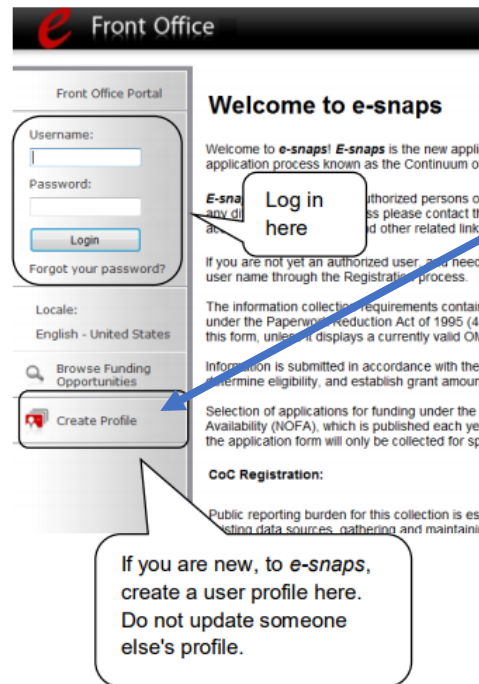 e Front Office
Front Office Portal
Username:
Password:
Login
Forgot your password?
Locale:
English - United States
Browse Funding
Opportunities
Create Profile
Welcome to e-snaps
Welcome to e-snaps! E-snaps is the new appli
application process known as the Continuum o
E-sna uthorized persons o
any di ss please contact th
ac d other related link
If you are not yet an authorized user, and need
user name through the Registration process.
The information collection requirements contai
under the Paperwork Reduction Act of 1995 (4
this form, unless it displays a currently valid OM
Information is submitted in accordance with the
determine eligibility, and establish grant amoun
Selection of applications for funding under the
Availability (NOFA), which is published each ye
the application form will only be collected for sp
CoC Registration:
Public reporting burden for this collection is es
existing data sources, gathering and maintainin
Log in
here
If you are new, to e-snaps,
create a user profile here.
Do not update someone
else's profile.